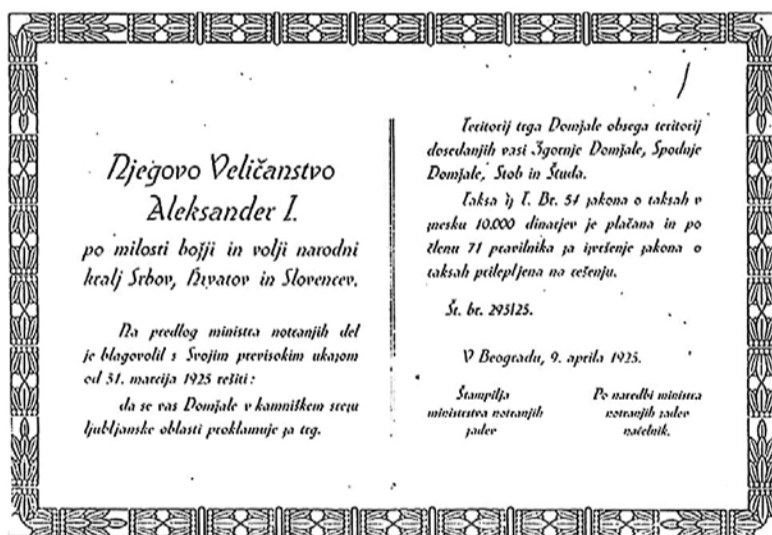 Njegovo Veličanstvo
Aleksander I.
po milosti božji in volji narodni
kralj Srbov, Hrvatov in Slovencev.
Na predlog ministra notranjih del
je blagovolil s Svojim previsokim ukazom
od 31. marcija 1925 rešiti:
da se vas Domžale v kamniškem srezu
ljubljanske oblasti proklamuje za trg.
Teritorij trga Domžale obsega teritorij
dosedanjih vasi Zgornje Domžale, Spodnje
Domžale, Stob in Študa.
Taksa iz T. Br. 51 zakona o taksah v
znesku 10.000 dinarjev je plačana in po
členu 71 pravilnika za izvršenje zakona o
taksah prilepljena na rešenju.
Št. br. 295125.
V Beogradu, 9. aprila 1925.
Štampilja
ministrstva notranjih
zadev
Po naredbi ministra
notranjih zadev
načelnik.